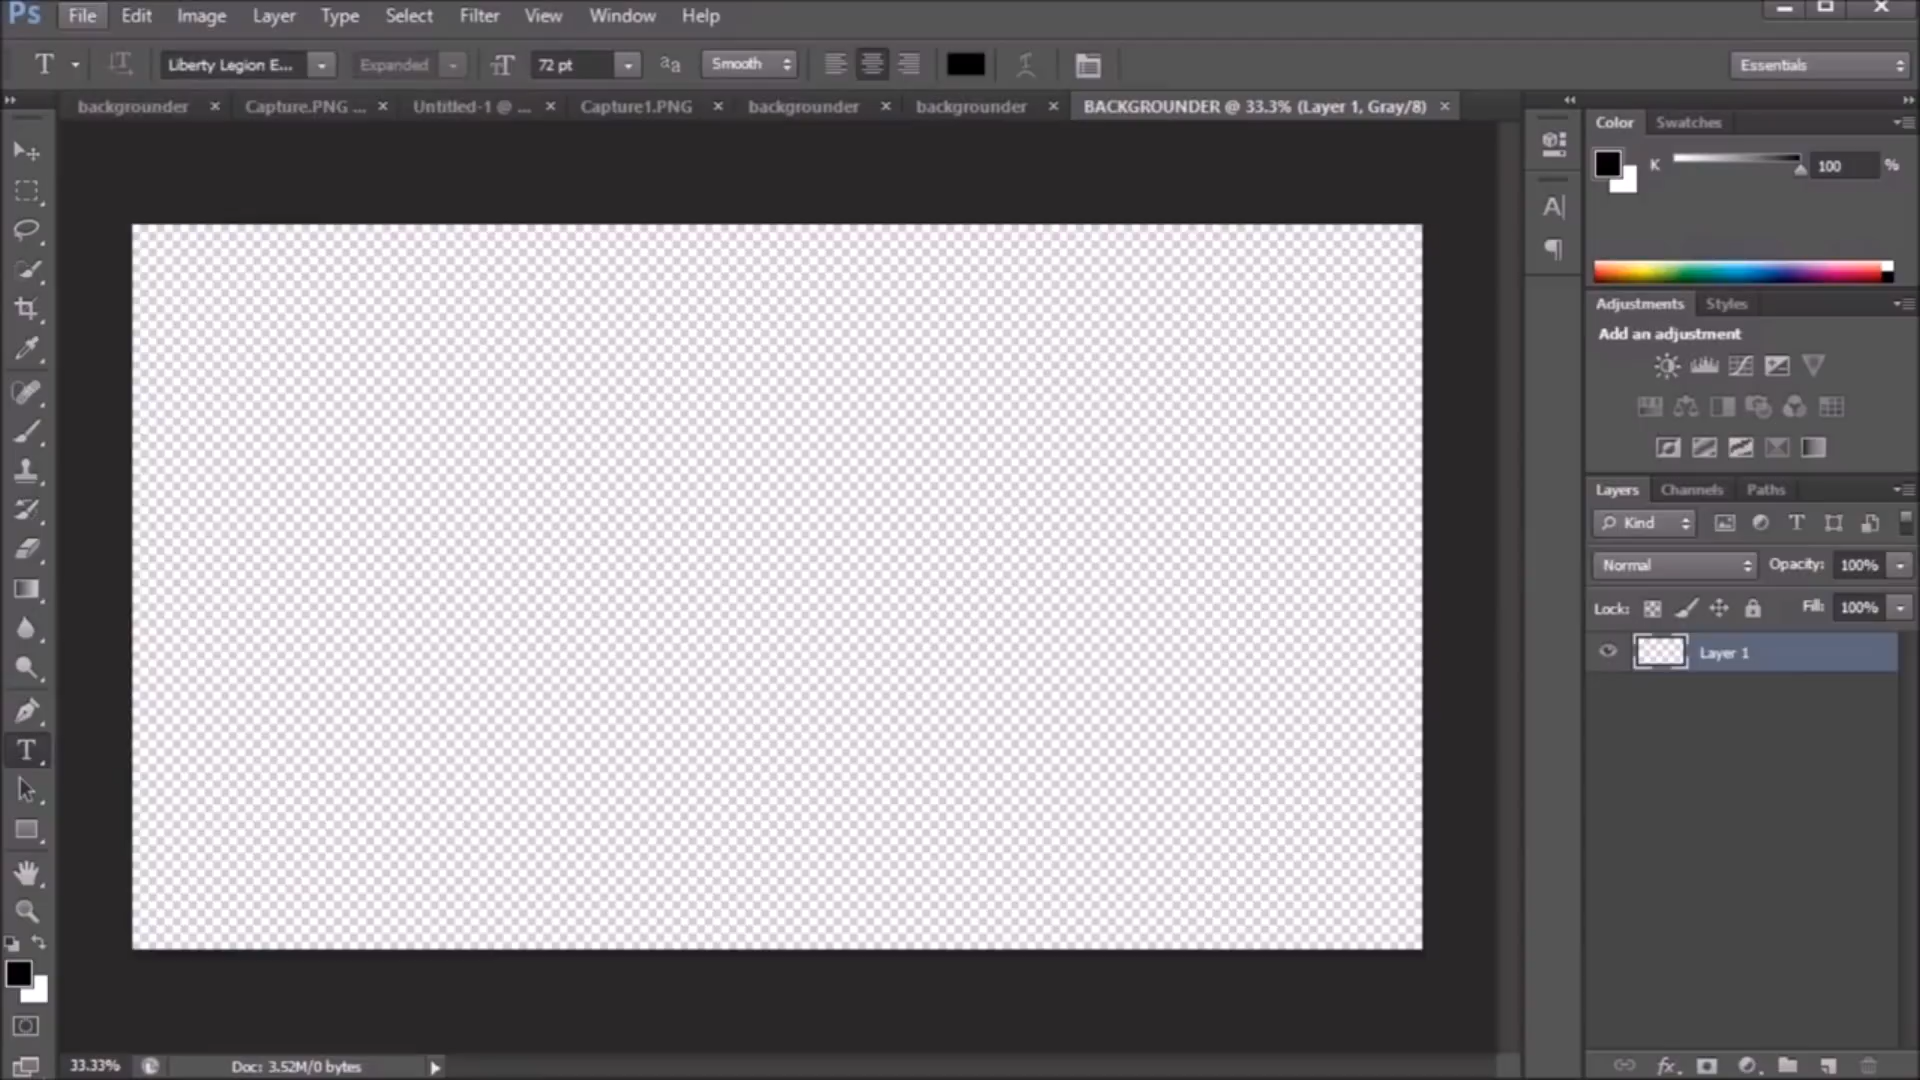 Ps File Edit Image Layer Type Select Filter View Window Help
T Liberty Legion E... Expanded 72 pt aa Smooth Essentials
backgrounder × Capture.PNG ... × Untitled-1 @ ... × Capture1.PNG × backgrounder × backgrounder × BACKGROUNDER @ 33.3% (Layer 1, Gray/8) ×
Color Swatches
K 100 %
A
Adjustments Styles
Add an adjustment
Layers Channels Paths
Kind T
Normal Opacity: 100%
Lock: Fill: 100%
Layer 1
T
33.33% Doc: 3.52M/0 bytes
fx